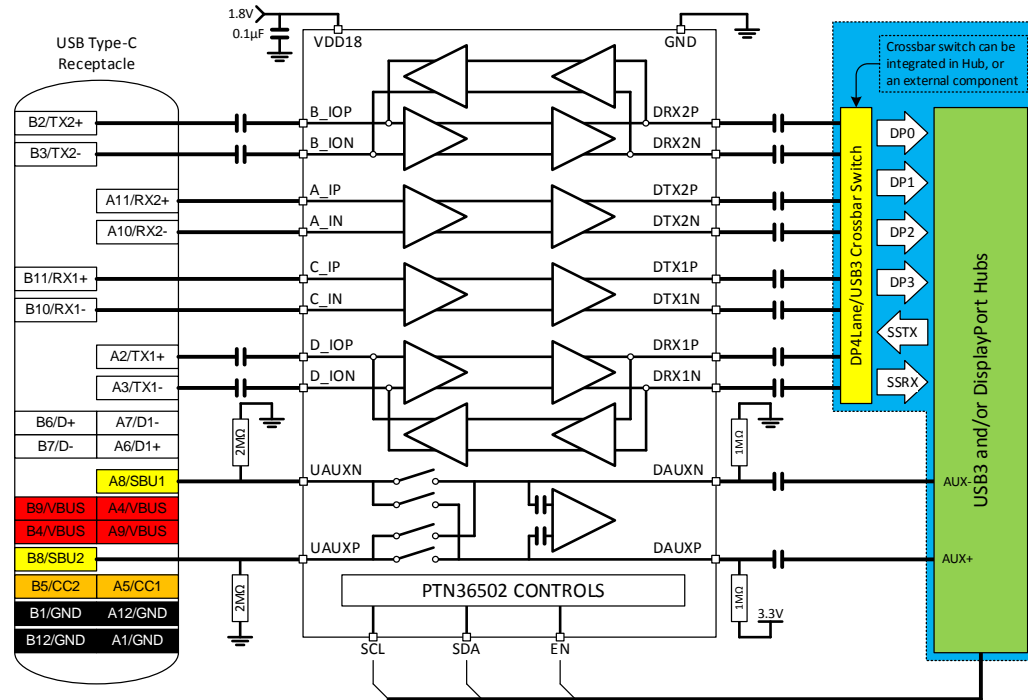 1.8V
0.1µF
VDD18
GND
USB Type-C
Receptacle
Crossbar switch can be
integrated in Hub, or
an external component
B2/TX2+
B_IOP
DRX2P
B3/TX2-
B_ION
DRX2N
A11/RX2+
A_IP
DTX2P
A10/RX2-
A_IN
DTX2N
B11/RX1+
C_IP
DTX1P
B10/RX1-
C_IN
DTX1N
A2/TX1+
D_IOP
DRX1P
A3/TX1-
D_ION
DRX1N
DP4Lane/USB3 Crossbar Switch
DP0
DP1
DP2
DP3
SSTX
SSRX
USB3 and/or DisplayPort Hubs
B6/D+ A7/D1-
B7/D- A6/D1+
2MΩ
1MΩ
A8/SBU1
UAUXN
DAUXN
AUX-
B9/VBUS A4/VBUS
B4/VBUS A9/VBUS
B8/SBU2
UAUXP
DAUXP
AUX+
B5/CC2 A5/CC1
B1/GND A12/GND
B12/GND A1/GND
2MΩ
PTN36502 CONTROLS
1MΩ
3.3V
SCL
SDA
EN